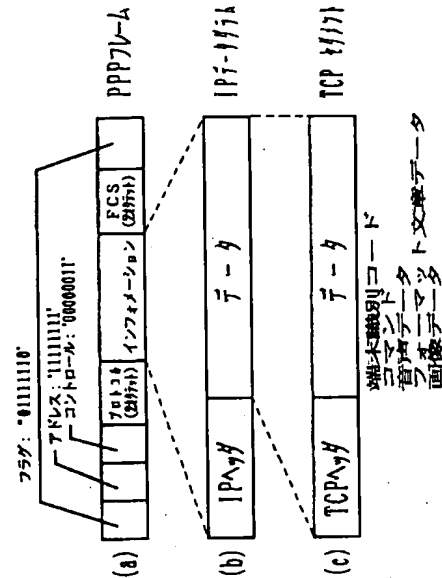 フラグ: "01111110"
アドレス: "11111111"
コントロール: "00000011"
(a)
プロトコル
(2オクテット)
インフォメーション
FCS
(2オクテット)
PPPフレーム
(b)
IPヘッダ
データ
IPデータグラム
(c)
TCPヘッダ
データ
TCPセグメント
端末識別コード
コマンド
音声データ
フォーマット文章データ
画像データ